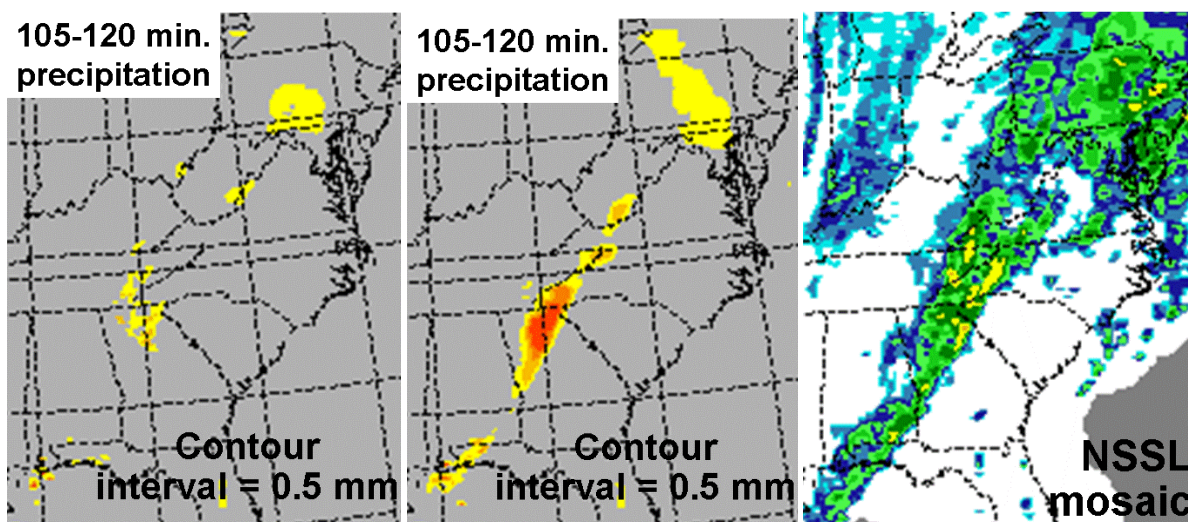 105-120 min.
precipitation
Contour
interval = 0.5 mm
105-120 min.
precipitation
Contour
interval = 0.5 mm
NSSL
mosaic